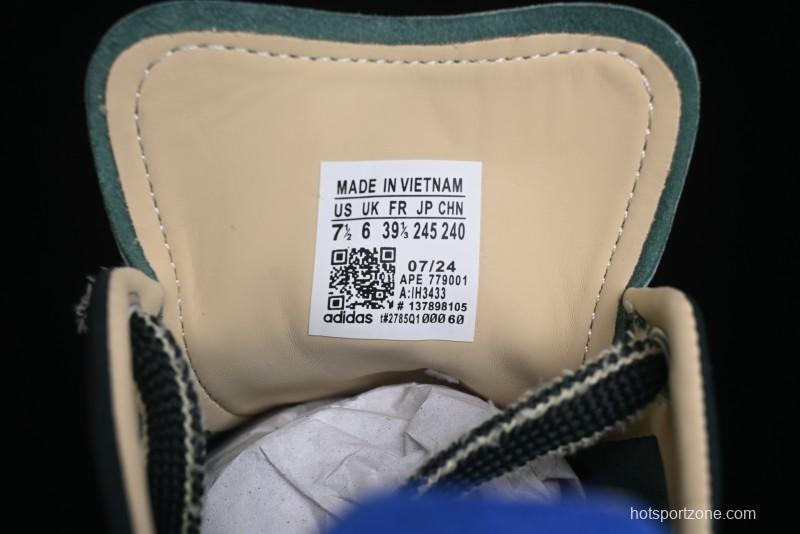 MADE IN VIETNAM
US UK FR JP CHN
7½ 6 39⅓ 245 240
07/24
APE 779001
A:IH3433
# 137898105
adidas t#2785Q1000 60
hotsportzone.com